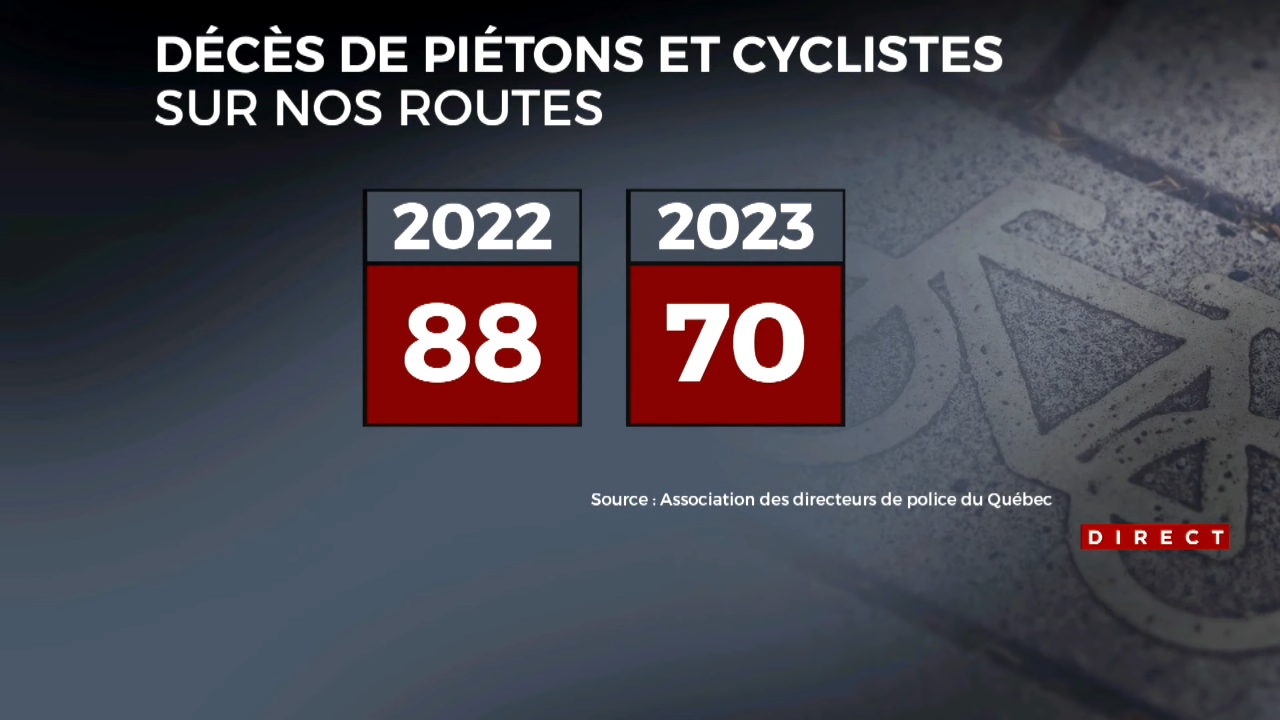 DÉCÈS DE PIÉTONS ET CYCLISTES
SUR NOS ROUTES
2022 2023
88 70
Source : Association des directeurs de police du Québec
DIRECT